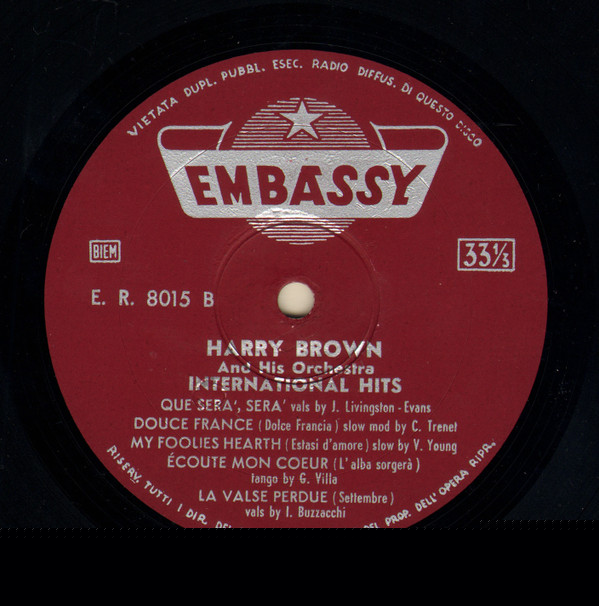 VIETATA DUPL. PUBBL. ESEC. RADIO DIFFUS. DI QUESTO DISCO
EMBASSY
BIEM
33⅓
E. R. 8015 B
HARRY BROWN
And His Orchestra
INTERNATIONAL HITS
QUE SERA', SERA' vals by J. Livingston - Evans
DOUCE FRANCE ( Dolce Francia ) slow mod by C. Trenet
MY FOOLIES HEARTH ( Estasi d'amore ) slow by V. Young
ÉCOUTE MON COEUR ( L'alba sorgerà )
tango by G. Villa
LA VALSE PERDUE ( Settembre )
vals by I. Buzzacchi
RISERV. TUTTI I DIR. DEL PROP. DELL'OPERA RIPR.